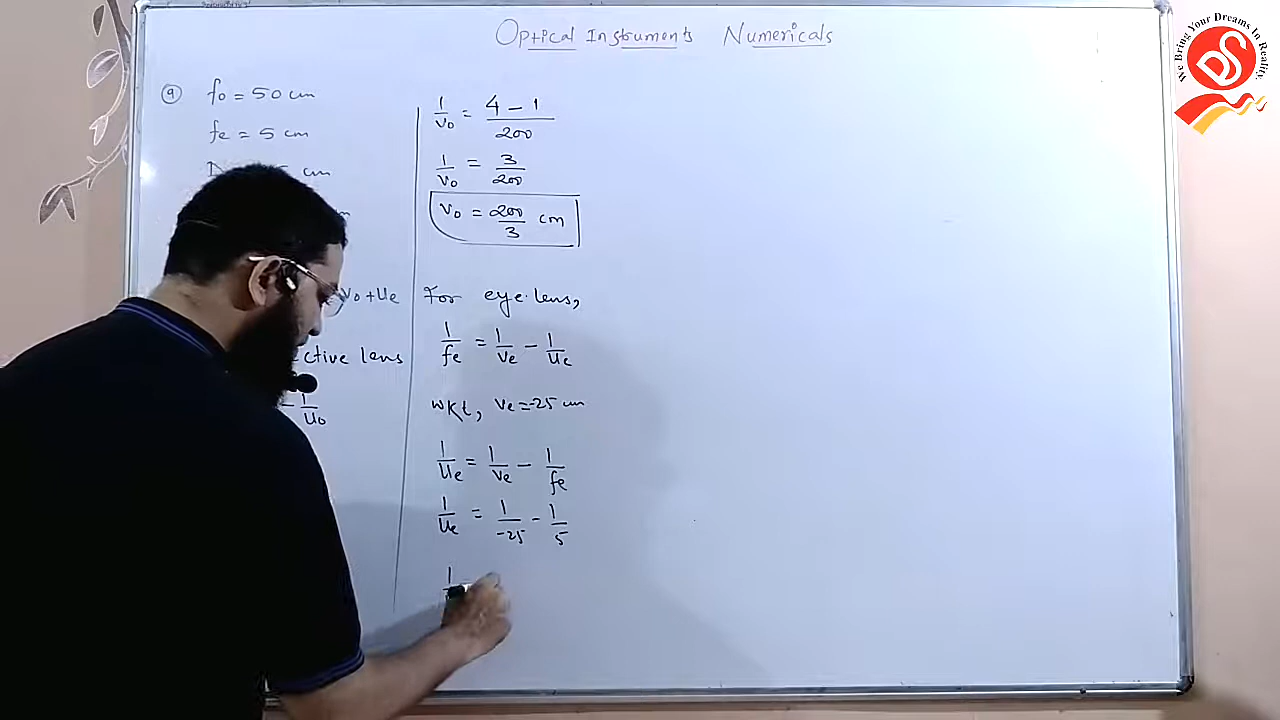 Optical Instruments Numericals
We Bring Your Dreams In Reality.
DS
9 fo = 50 cm
fe = 5 cm
cm
vo + ue
ctive lens
- 1/uo
1/vo = 4 - 1/200
1/vo = 3/200
vo = 200/3 cm
For eye lens,
1/fe = 1/ve - 1/ue
wkt, ve = -25 cm
1/ue = 1/ve - 1/fe
1/ue = 1/-25 - 1/5
1